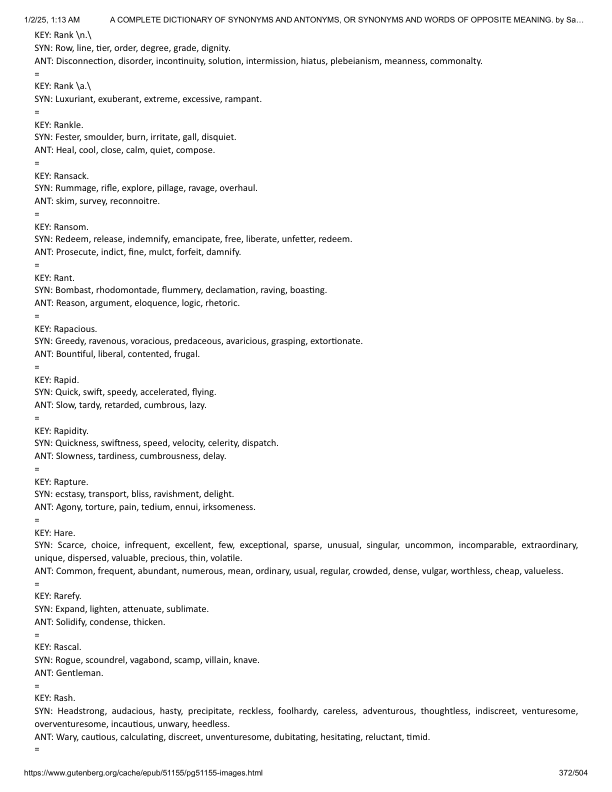 1/2/25, 1:13 AM A COMPLETE DICTIONARY OF SYNONYMS AND ANTONYMS, OR SYNONYMS AND WORDS OF OPPOSITE MEANING. by Sa…
KEY: Rank \n.\
SYN: Row, line, tier, order, degree, grade, dignity.
ANT: Disconnection, disorder, incontinuity, solution, intermission, hiatus, plebeianism, meanness, commonalty.
=
KEY: Rank \a.\
SYN: Luxuriant, exuberant, extreme, excessive, rampant.
=
KEY: Rankle.
SYN: Fester, smoulder, burn, irritate, gall, disquiet.
ANT: Heal, cool, close, calm, quiet, compose.
=
KEY: Ransack.
SYN: Rummage, rifle, explore, pillage, ravage, overhaul.
ANT: skim, survey, reconnoitre.
=
KEY: Ransom.
SYN: Redeem, release, indemnify, emancipate, free, liberate, unfetter, redeem.
ANT: Prosecute, indict, fine, mulct, forfeit, damnify.
=
KEY: Rant.
SYN: Bombast, rhodomontade, flummery, declamation, raving, boasting.
ANT: Reason, argument, eloquence, logic, rhetoric.
=
KEY: Rapacious.
SYN: Greedy, ravenous, voracious, predaceous, avaricious, grasping, extortionate.
ANT: Bountiful, liberal, contented, frugal.
=
KEY: Rapid.
SYN: Quick, swift, speedy, accelerated, flying.
ANT: Slow, tardy, retarded, cumbrous, lazy.
=
KEY: Rapidity.
SYN: Quickness, swiftness, speed, velocity, celerity, dispatch.
ANT: Slowness, tardiness, cumbrousness, delay.
=
KEY: Rapture.
SYN: ecstasy, transport, bliss, ravishment, delight.
ANT: Agony, torture, pain, tedium, ennui, irksomeness.
=
KEY: Hare.
SYN: Scarce, choice, infrequent, excellent, few, exceptional, sparse, unusual, singular, uncommon, incomparable, extraordinary,
unique, dispersed, valuable, precious, thin, volatile.
ANT: Common, frequent, abundant, numerous, mean, ordinary, usual, regular, crowded, dense, vulgar, worthless, cheap, valueless.
=
KEY: Rarefy.
SYN: Expand, lighten, attenuate, sublimate.
ANT: Solidify, condense, thicken.
=
KEY: Rascal.
SYN: Rogue, scoundrel, vagabond, scamp, villain, knave.
ANT: Gentleman.
=
KEY: Rash.
SYN: Headstrong, audacious, hasty, precipitate, reckless, foolhardy, careless, adventurous, thoughtless, indiscreet, venturesome,
overventuresome, incautious, unwary, heedless.
ANT: Wary, cautious, calculating, discreet, unventuresome, dubitating, hesitating, reluctant, timid.
=
https://www.gutenberg.org/cache/epub/51155/pg51155-images.html 372/504